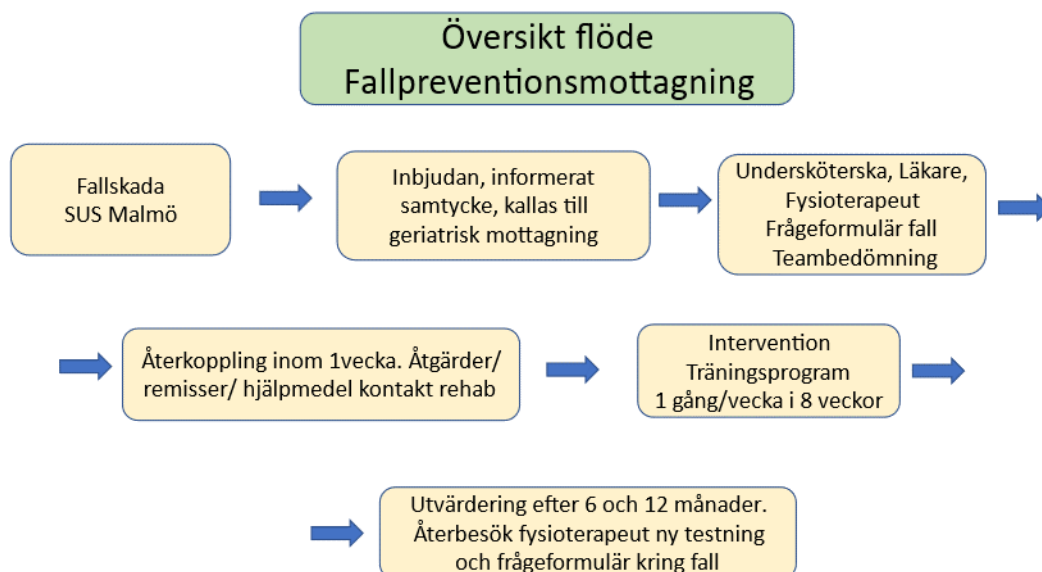 Översikt flöde
Fallpreventionsmottagning
Fallskada
SUS Malmö
Inbjudan, informerat
samtycke, kallas till
geriatrisk mottagning
Undersköterska, Läkare,
Fysioterapeut
Frågeformulär fall
Teambedömning
Återkoppling inom 1vecka. Åtgärder/
remisser/ hjälpmedel kontakt rehab
Intervention
Träningsprogram
1 gång/vecka i 8 veckor
Utvärdering efter 6 och 12 månader.
Återbesök fysioterapeut ny testning
och frågeformulär kring fall